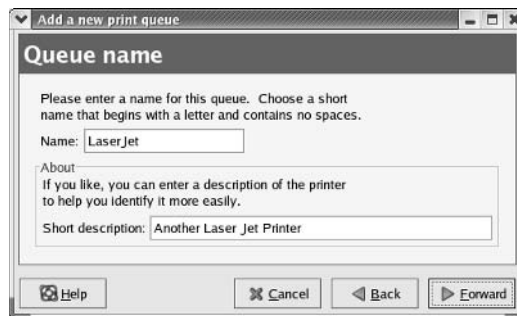 Add a new print queue
Queue name
Please enter a name for this queue. Choose a short
name that begins with a letter and contains no spaces.
Name: LaserJet
About
If you like, you can enter a description of the printer
to help you identify it more easily.
Short description: Another Laser Jet Printer
Help Cancel Back Forward